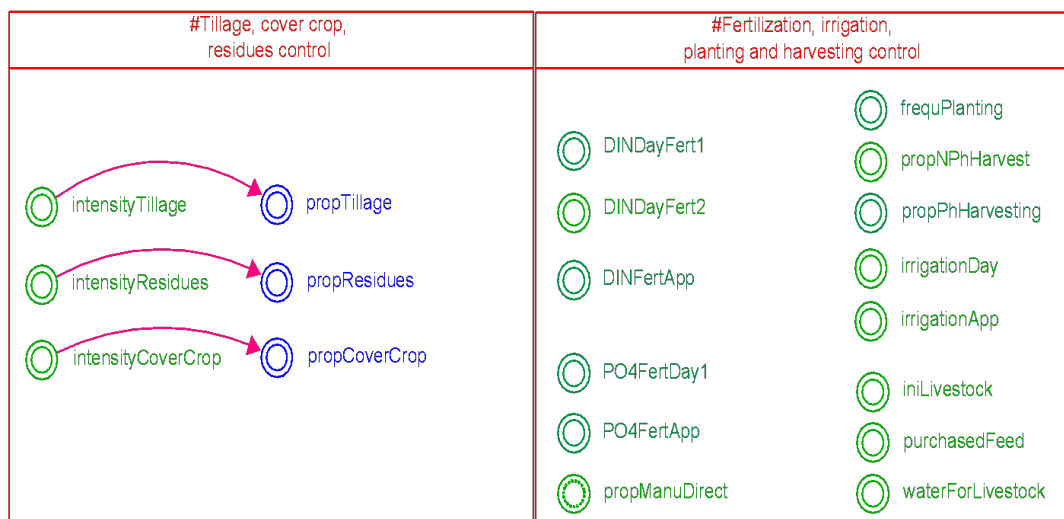 #Tillage, cover crop,
residues control
intensityTillage
propTillage
intensityResidues
propResidues
intensityCoverCrop
propCoverCrop
#Fertilization, irrigation,
planting and harvesting control
DINDayFert1
DINDayFert2
DINFertApp
PO4FertDay1
PO4FertApp
propManuDirect
frequPlanting
propNPhHarvest
propPhHarvesting
irrigationDay
irrigationApp
iniLivestock
purchasedFeed
waterForLivestock